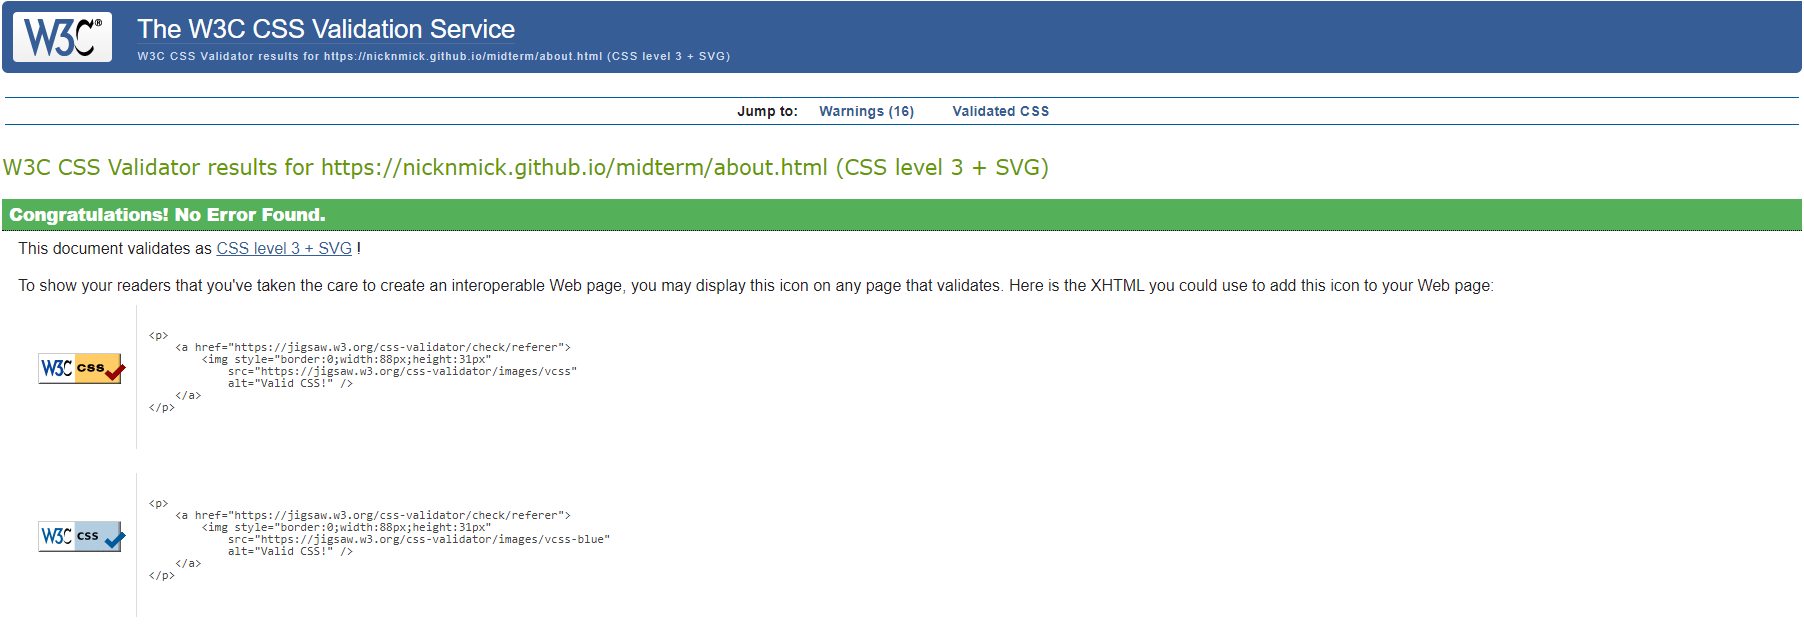 W3C®
The W3C CSS Validation Service
W3C CSS Validator results for https://nicknmick.github.io/midterm/about.html (CSS level 3 + SVG)
Jump to: Warnings (16) Validated CSS
W3C CSS Validator results for https://nicknmick.github.io/midterm/about.html (CSS level 3 + SVG)
Congratulations! No Error Found.
This document validates as CSS level 3 + SVG !
To show your readers that you've taken the care to create an interoperable Web page, you may display this icon on any page that validates. Here is the XHTML you could use to add this icon to your Web page:
W3C CSS
<p>
<a href="https://jigsaw.w3.org/css-validator/check/referer">
<img style="border:0;width:88px;height:31px"
src="https://jigsaw.w3.org/css-validator/images/vcss"
alt="Valid CSS!" />
</a>
</p>
W3C CSS
<p>
<a href="https://jigsaw.w3.org/css-validator/check/referer">
<img style="border:0;width:88px;height:31px"
src="https://jigsaw.w3.org/css-validator/images/vcss-blue"
alt="Valid CSS!" />
</a>
</p>